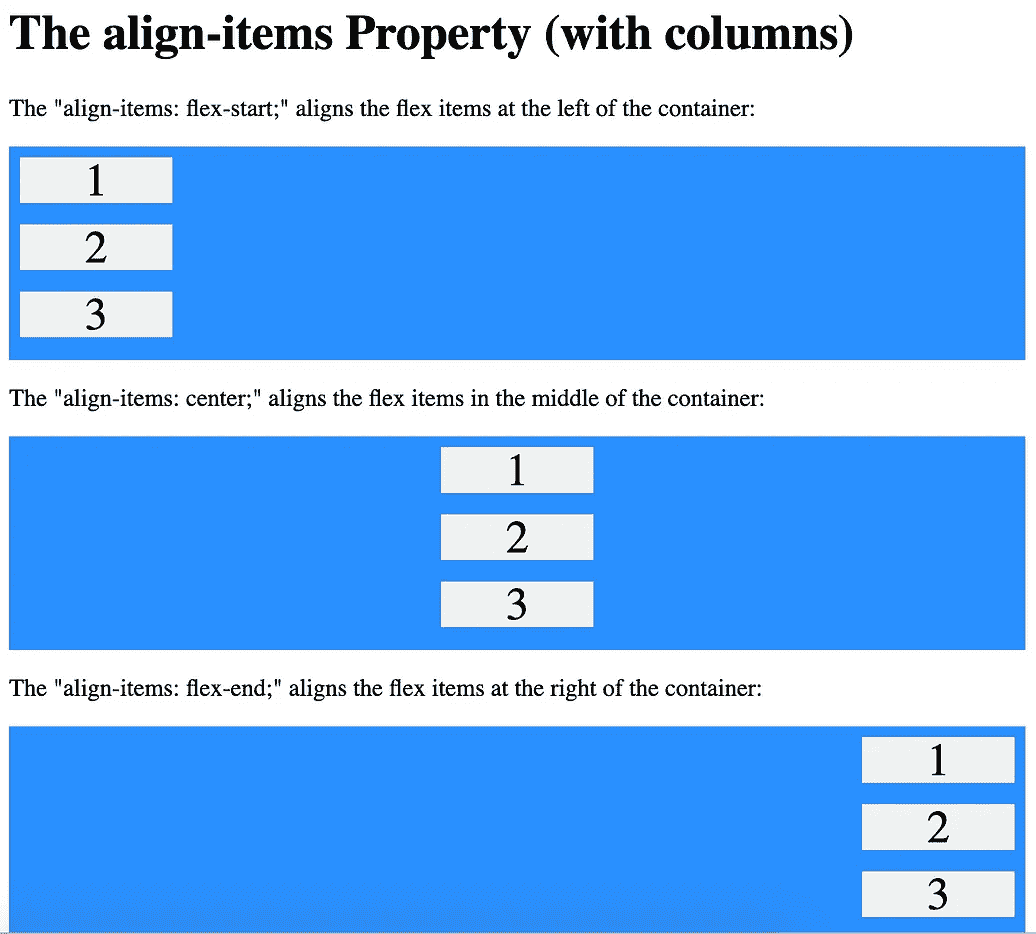 The align-items Property (with columns)
The "align-items: flex-start;" aligns the flex items at the left of the container:
1
2
3
The "align-items: center;" aligns the flex items in the middle of the container:
1
2
3
The "align-items: flex-end;" aligns the flex items at the right of the container:
1
2
3